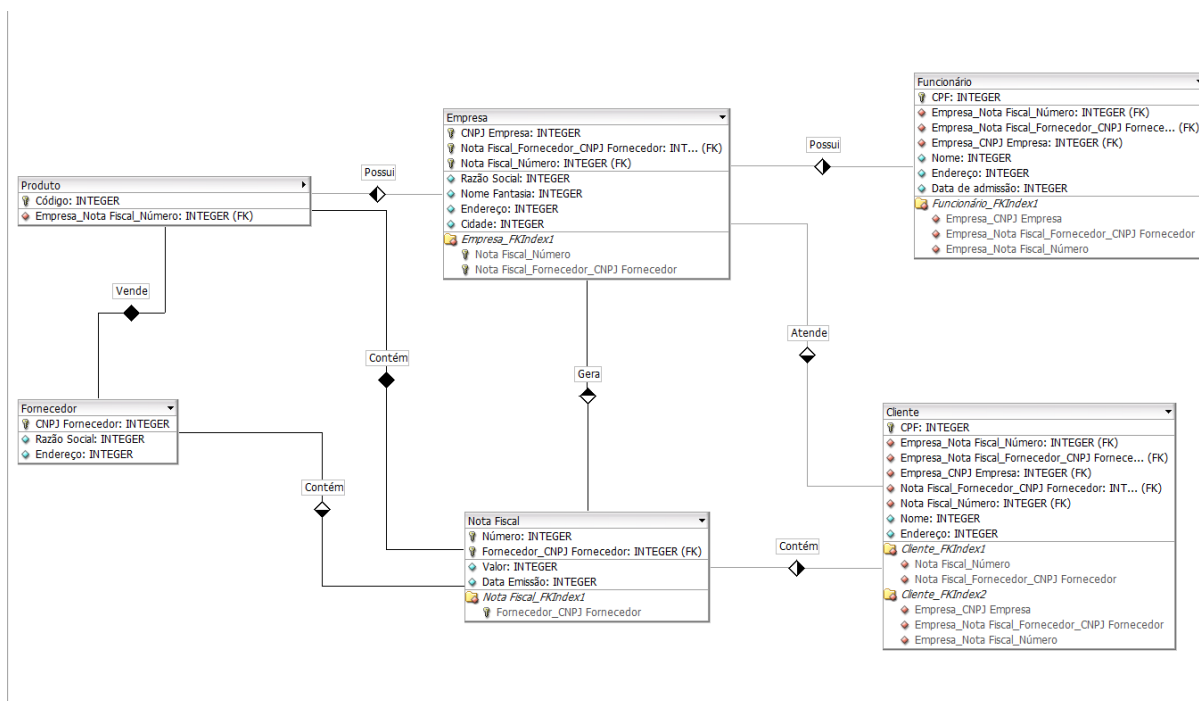 Funcionário
CPF: INTEGER
Empresa_Nota Fiscal_Número: INTEGER (FK)
Empresa_Nota Fiscal_Fornecedor_CNPJ Fornece... (FK)
Empresa_CNPJ Empresa: INTEGER (FK)
Nome: INTEGER
Endereço: INTEGER
Data de admissão: INTEGER
Funcionário_FKIndex1
Empresa_CNPJ Empresa
Empresa_Nota Fiscal_Fornecedor_CNPJ Fornecedor
Empresa_Nota Fiscal_Número
Empresa
CNPJ Empresa: INTEGER
Nota Fiscal_Fornecedor_CNPJ Fornecedor: INT... (FK)
Nota Fiscal_Número: INTEGER (FK)
Razão Social: INTEGER
Nome Fantasia: INTEGER
Endereço: INTEGER
Cidade: INTEGER
Empresa_FKIndex1
Nota Fiscal_Número
Nota Fiscal_Fornecedor_CNPJ Fornecedor
Possui
Possui
Produto
Código: INTEGER
Empresa_Nota Fiscal_Número: INTEGER (FK)
Vende
Contém
Gera
Atende
Fornecedor
CNPJ Fornecedor: INTEGER
Razão Social: INTEGER
Endereço: INTEGER
Contém
Cliente
CPF: INTEGER
Empresa_Nota Fiscal_Número: INTEGER (FK)
Empresa_Nota Fiscal_Fornecedor_CNPJ Fornece... (FK)
Empresa_CNPJ Empresa: INTEGER (FK)
Nota Fiscal_Fornecedor_CNPJ Fornecedor: INT... (FK)
Nota Fiscal_Número: INTEGER (FK)
Nome: INTEGER
Endereço: INTEGER
Cliente_FKIndex1
Nota Fiscal_Número
Nota Fiscal_Fornecedor_CNPJ Fornecedor
Cliente_FKIndex2
Empresa_CNPJ Empresa
Empresa_Nota Fiscal_Fornecedor_CNPJ Fornecedor
Empresa_Nota Fiscal_Número
Nota Fiscal
Número: INTEGER
Fornecedor_CNPJ Fornecedor: INTEGER (FK)
Valor: INTEGER
Data Emissão: INTEGER
Nota Fiscal_FKIndex1
Fornecedor_CNPJ Fornecedor
Contém